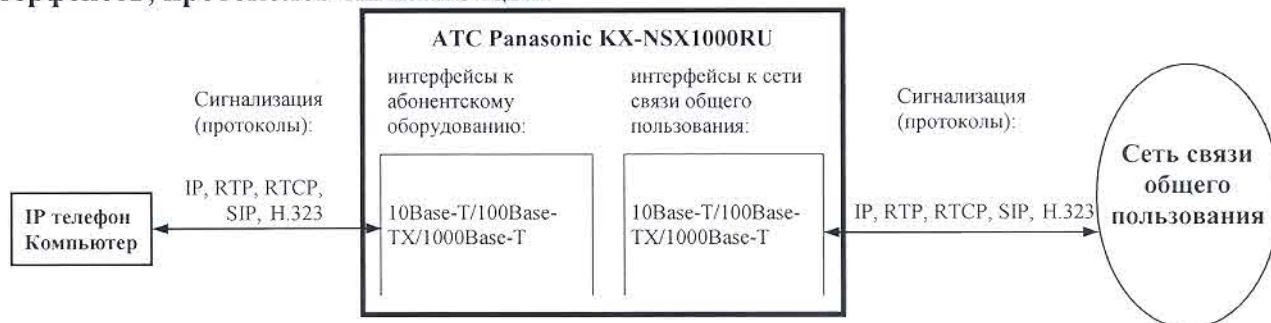 АТС Panasonic KX-NSX1000RU
Сигнализация
(протоколы):
интерфейсы к
абонентскому
оборудованию:
интерфейсы к сети
связи общего
пользования:
Сигнализация
(протоколы):
IP телефон
Компьютер
IP, RTP, RTCP,
SIP, H.323
10Base-T/100Base-
TX/1000Base-T
10Base-T/100Base-
TX/1000Base-T
IP, RTP, RTCP, SIP, H.323
Сеть связи
общего
пользования